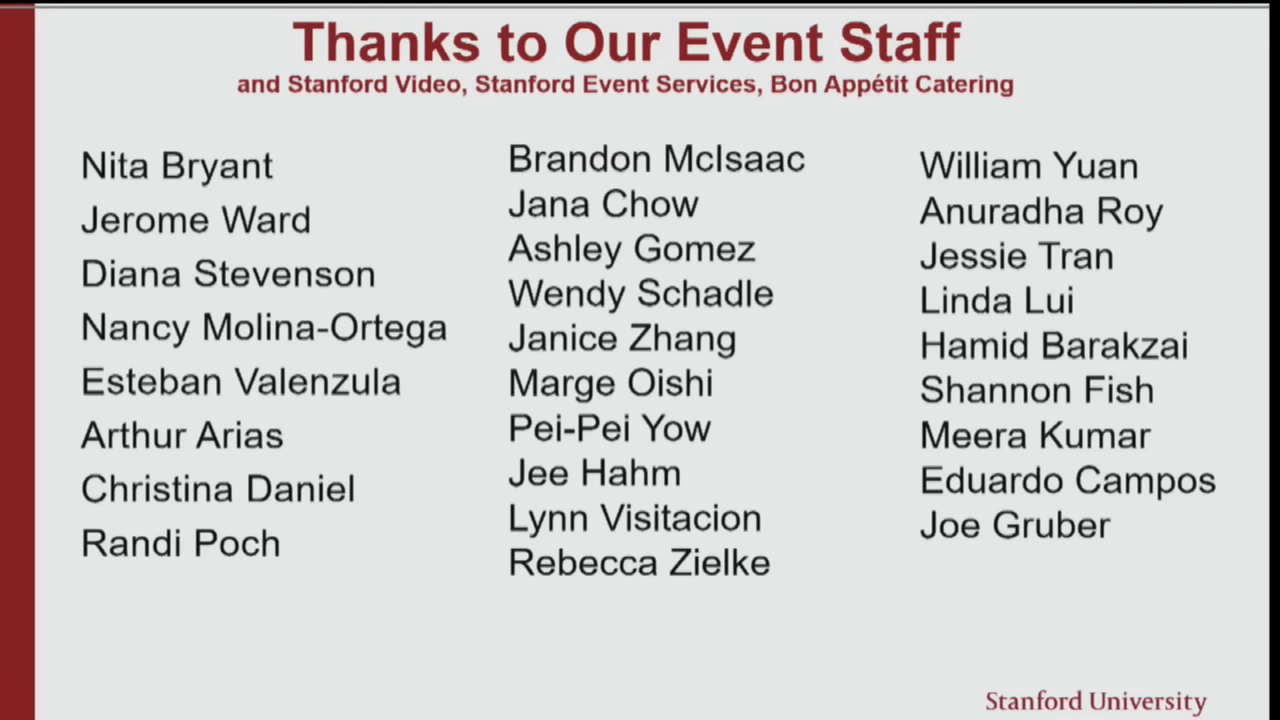 Thanks to Our Event Staff
and Stanford Video, Stanford Event Services, Bon Appétit Catering
Nita Bryant
Jerome Ward
Diana Stevenson
Nancy Molina-Ortega
Esteban Valenzula
Arthur Arias
Christina Daniel
Randi Poch
Brandon McIsaac
Jana Chow
Ashley Gomez
Wendy Schadle
Janice Zhang
Marge Oishi
Pei-Pei Yow
Jee Hahm
Lynn Visitacion
Rebecca Zielke
William Yuan
Anuradha Roy
Jessie Tran
Linda Lui
Hamid Barakzai
Shannon Fish
Meera Kumar
Eduardo Campos
Joe Gruber
Stanford University